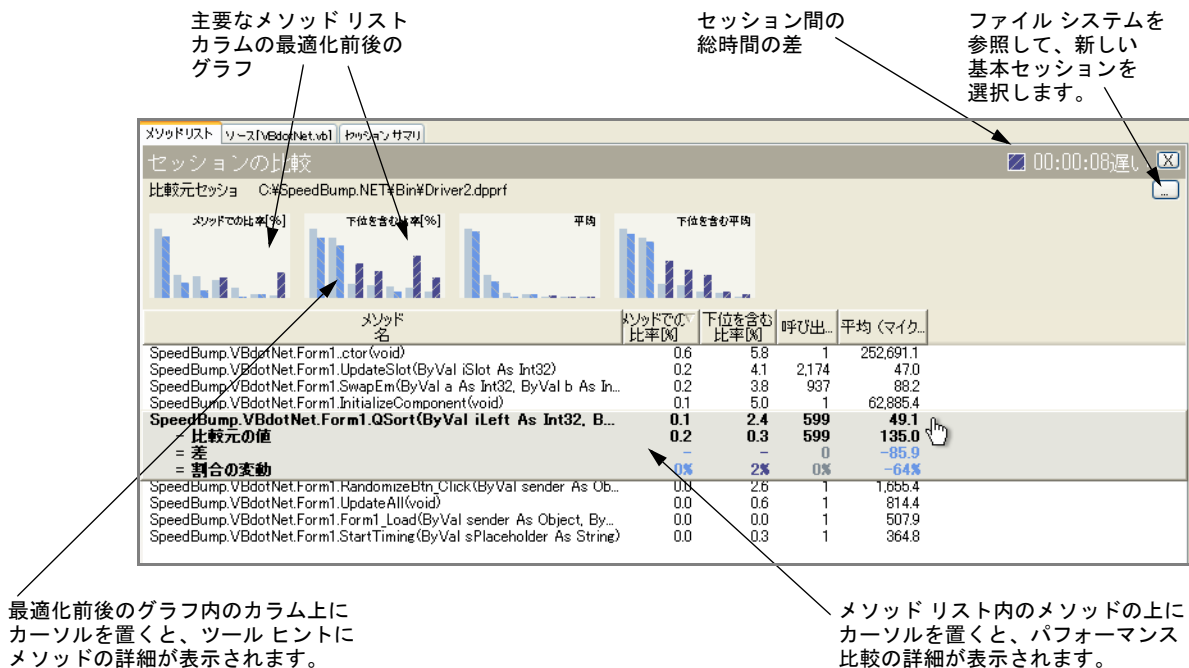 主要なメソッド リスト
カラムの最適化前後の
グラフ
セッション間の
総時間の差
ファイル システムを
参照して、新しい
基本セッションを
選択します。
メソッドリスト ソース[VBdotNet.vb] セッション サマリ
セッションの比較 00:00:08遅い X
比較元セッショ C:¥SpeedBump.NET¥Bin¥Driver2.dpprf ...
メソッドでの比率[%] 下位を含む比率[%] 平均 下位を含む平均
メソッド
名
メソッドでの
比率[%]
下位を含む
比率[%]
呼び出...
平均 (マイク...
SpeedBump.VBdotNet.Form1..ctor(void) 0.6 5.8 1 252,691.1
SpeedBump.VBdotNet.Form1.UpdateSlot(ByVal iSlot As Int32) 0.2 4.1 2,174 47.0
SpeedBump.VBdotNet.Form1.SwapEm(ByVal a As Int32, ByVal b As In... 0.2 3.8 937 88.2
SpeedBump.VBdotNet.Form1.InitializeComponent(void) 0.1 5.0 1 62,885.4
SpeedBump.VBdotNet.Form1.QSort(ByVal iLeft As Int32, B... 0.1 2.4 599 49.1
- 比較元の値 0.2 0.3 599 135.0
= 差 - - 0 -85.9
= 割合の変動 0% 2% 0% -64%
SpeedBump.VBdotNet.Form1.RandomizeBtn_Click(ByVal sender As Ob... 0.0 2.6 1 1,655.4
SpeedBump.VBdotNet.Form1.UpdateAll(void) 0.0 0.6 1 814.4
SpeedBump.VBdotNet.Form1.Form1_Load(ByVal sender As Object, By... 0.0 0.0 1 507.9
SpeedBump.VBdotNet.Form1.StartTiming(ByVal sPlaceholder As String) 0.0 0.3 1 364.8
最適化前後のグラフ内のカラム上に
カーソルを置くと、ツール ヒントに
メソッドの詳細が表示されます。
メソッド リスト内のメソッドの上に
カーソルを置くと、パフォーマンス
比較の詳細が表示されます。